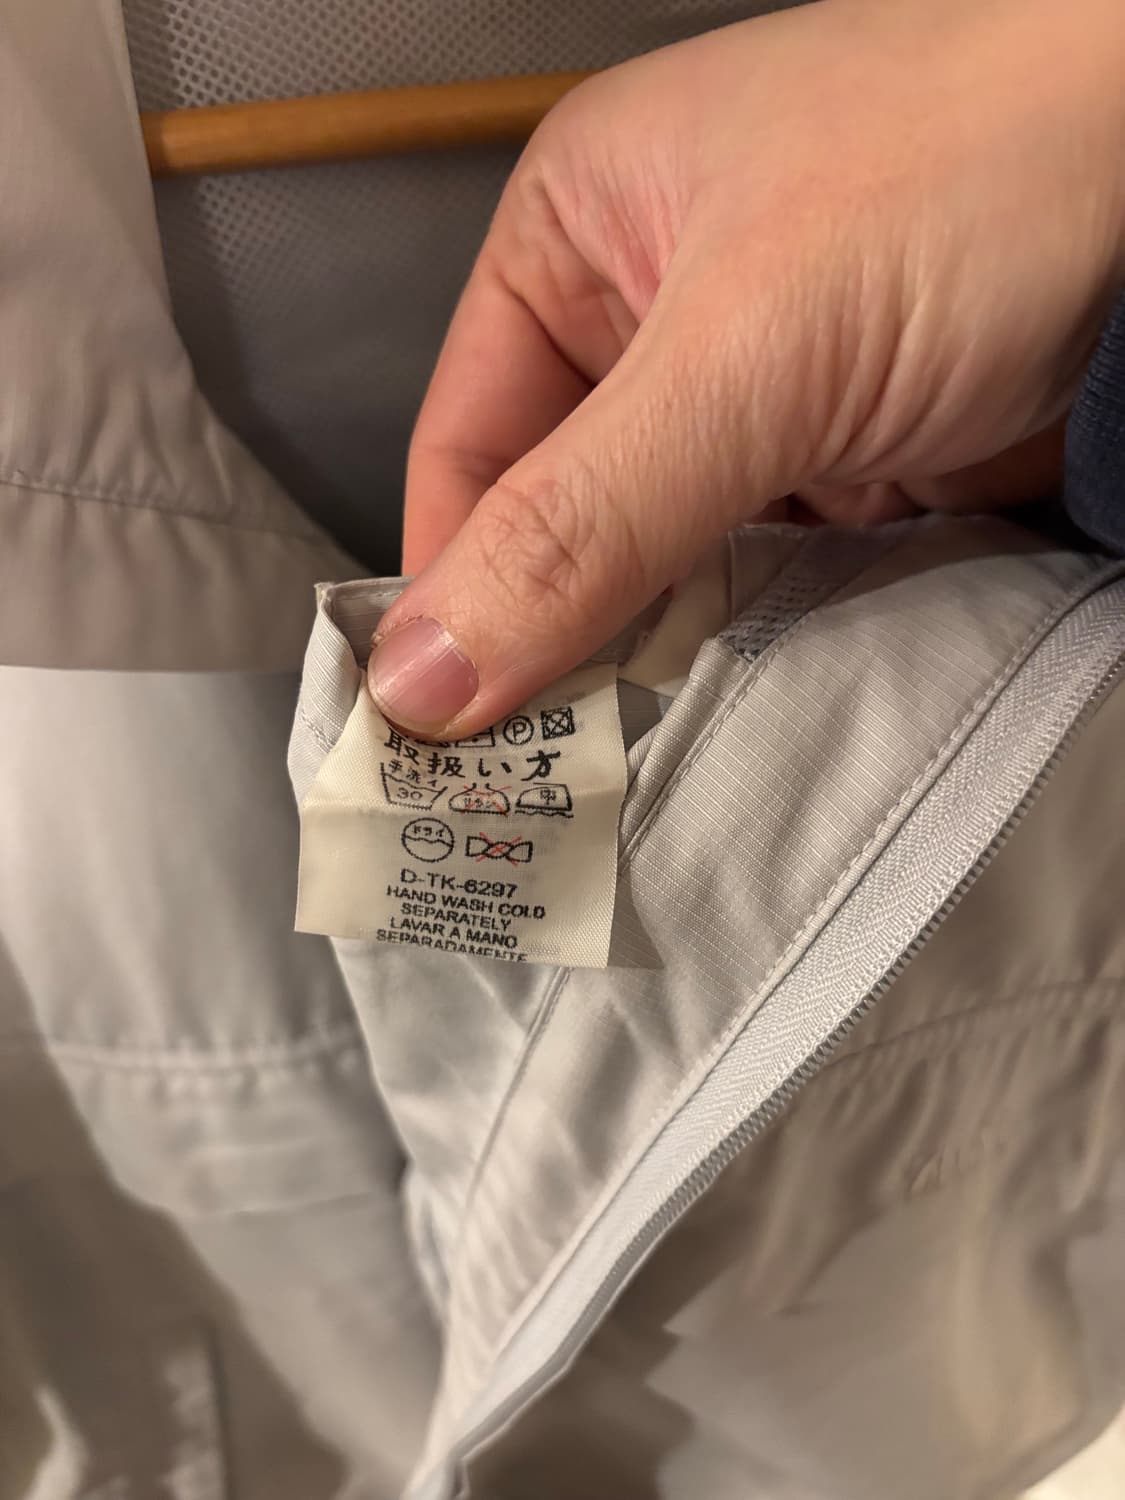 P
取扱い方
手洗イ 30 中
ドライ
D-TK-6297
HAND WASH COLD
SEPARATELY
LAVAR A MANO
SEPARADAMENTE